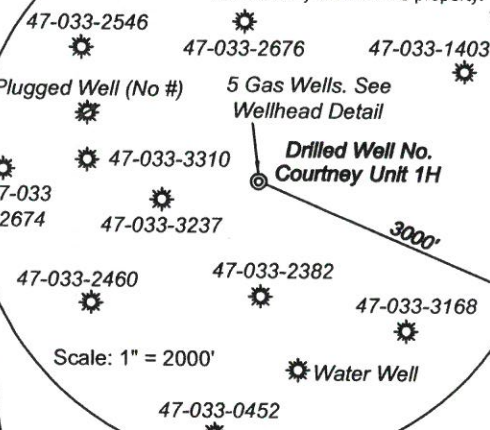 property.
47-033-2546
47-033-2676
47-033-1403
Plugged Well (No #)
5 Gas Wells. See
Wellhead Detail
47-033-3310
Drilled Well No.
Courtney Unit 1H
7-033
2674
47-033-3237
3000'
47-033-2460
47-033-2382
47-033-3168
Scale: 1" = 2000'
Water Well
47-033-0452